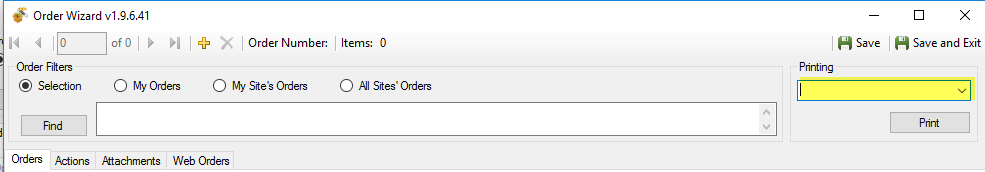 Order Wizard v1.9.6.41
0 of 0 Order Number: Items: 0 Save Save and Exit
Order Filters Printing
Selection My Orders My Site's Orders All Sites' Orders
Find Print
Orders Actions Attachments Web Orders